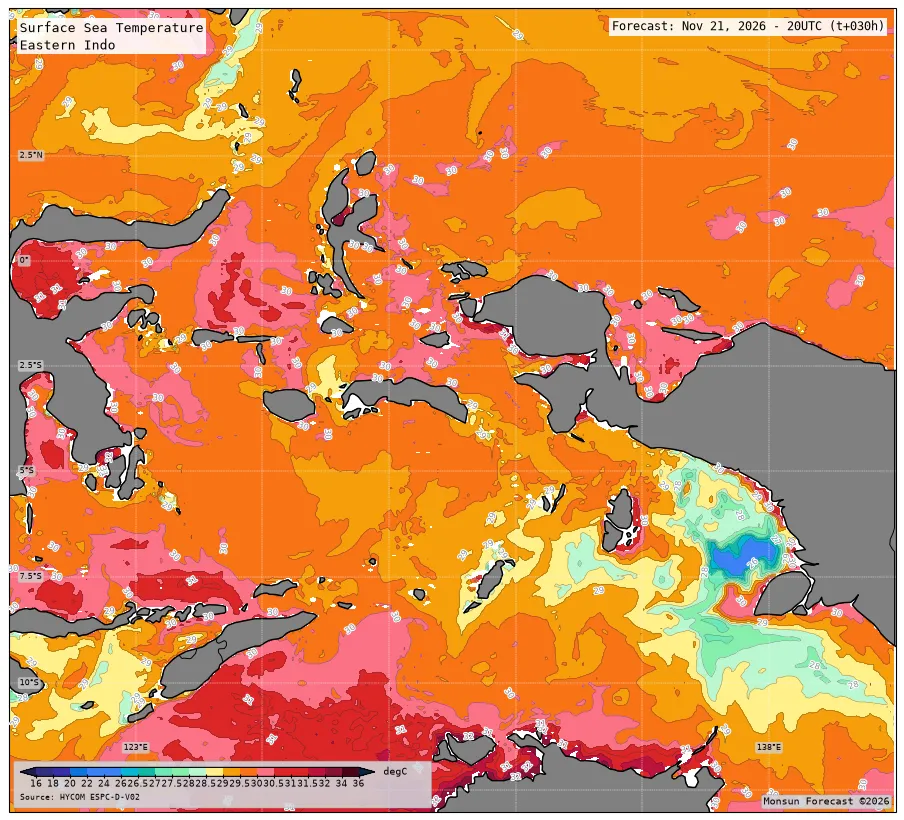 Surface Sea Temperature
Eastern Indo
Forecast: Nov 21, 2026 - 20UTC (t+030h)
2.5°N
0°
2.5°S
5°S
7.5°S
10°S
123°E
138°E
degC
16 18 20 22 24 26 26.5 27 27.5 28 28.5 29 29.5 30 30.5 31 31.5 32 34 36
Source: HYCOM ESPC-D-V02
Monsun Forecast ©2026